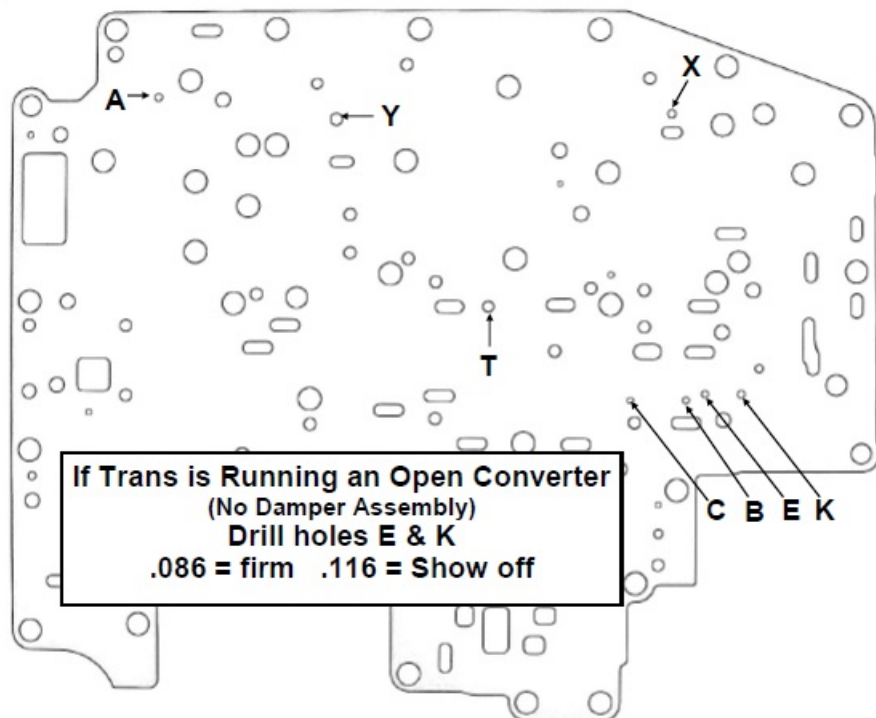 X
A
Y
T
If Trans is Running an Open Converter
(No Damper Assembly)
Drill holes E & K
.086 = firm   .116 = Show off
C B E K